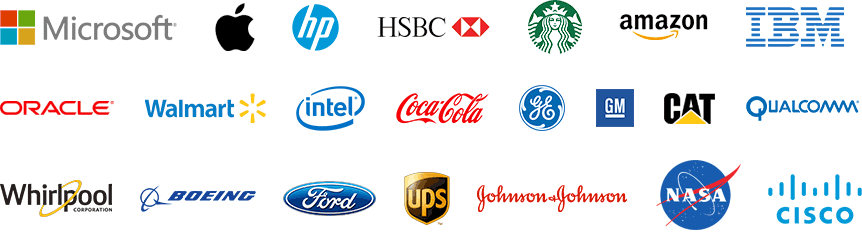 Microsoft hp HSBC amazon IBM
ORACLE Walmart intel Coca-Cola GE GM CAT QUALCOMM
Whirlpool BOEING Ford ups Johnson & Johnson NASA CISCO
CORPORATION